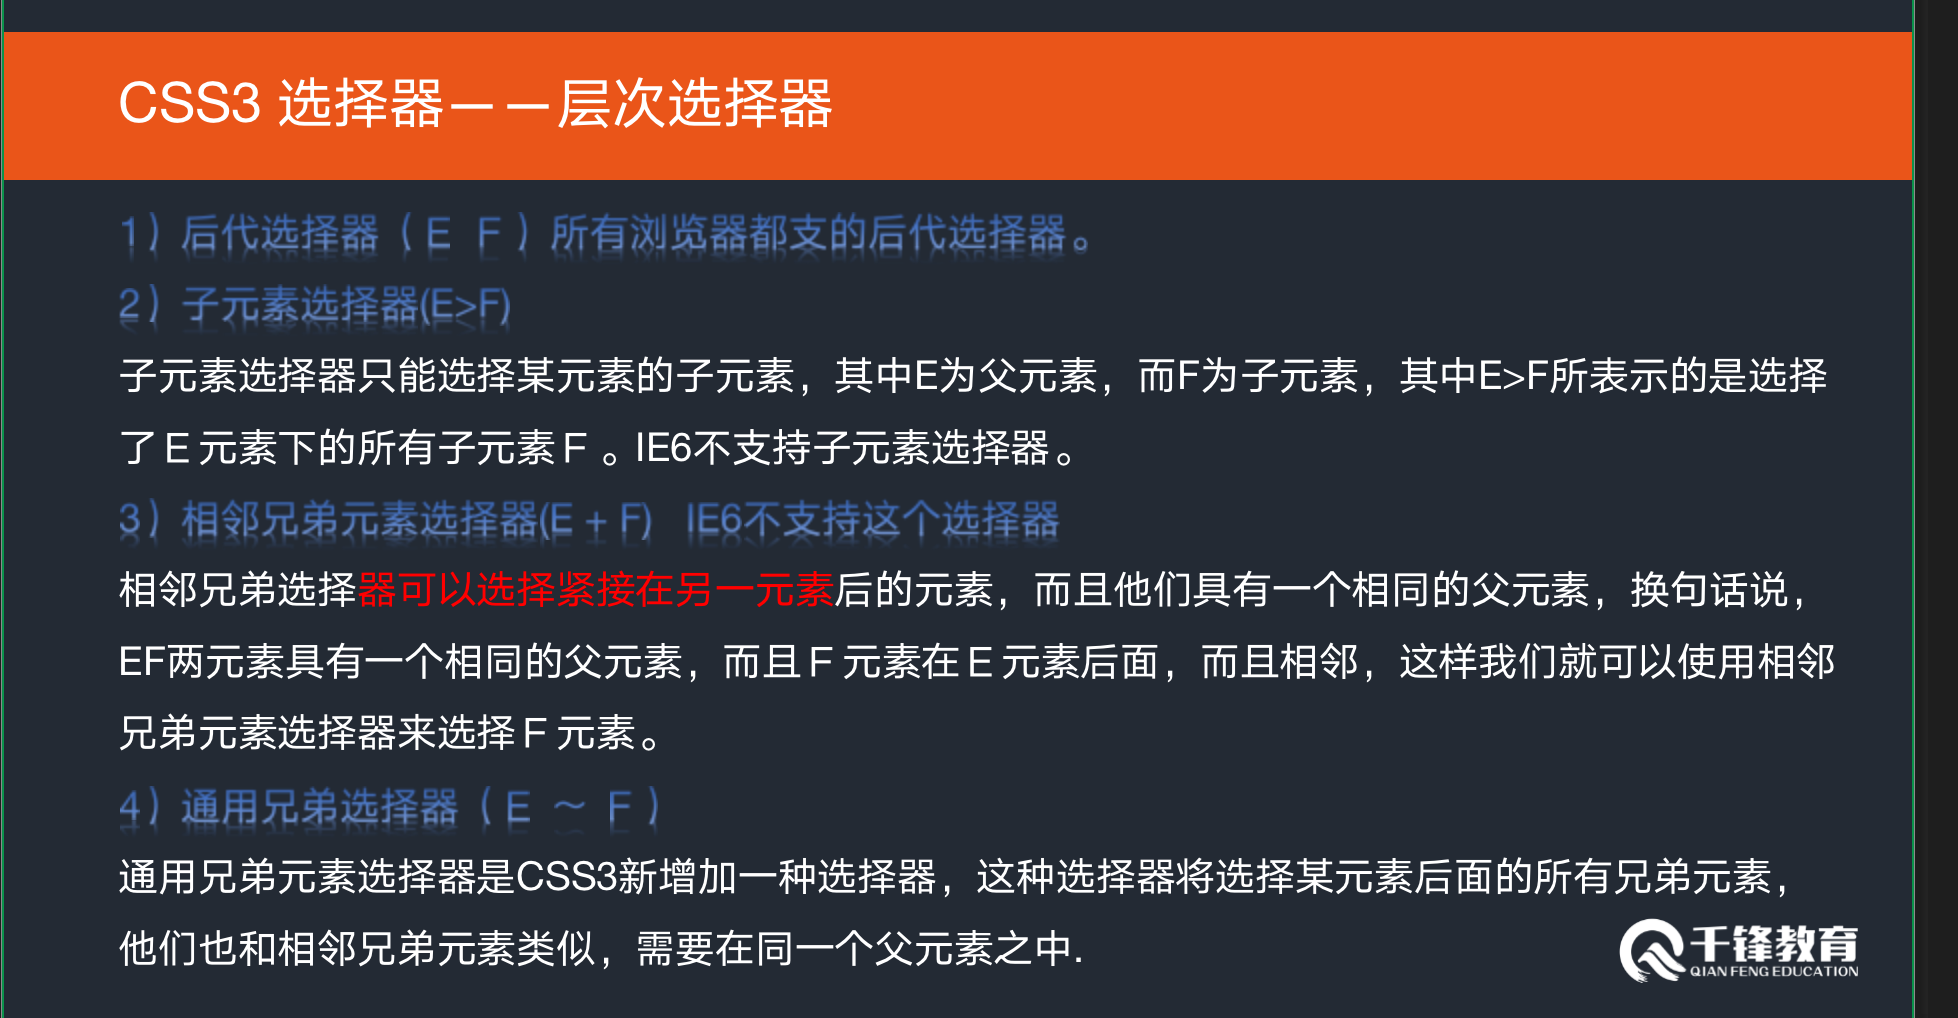 CSS3 选择器——层次选择器
1）后代选择器（E F）所有浏览器都支的后代选择器。
2）子元素选择器(E>F)
子元素选择器只能选择某元素的子元素，其中E为父元素，而F为子元素，其中E>F所表示的是选择
了E元素下的所有子元素F。IE6不支持子元素选择器。
3）相邻兄弟元素选择器(E + F) IE6不支持这个选择器
相邻兄弟选择器可以选择紧接在另一元素后的元素，而且他们具有一个相同的父元素，换句话说，
EF两元素具有一个相同的父元素，而且F元素在E元素后面，而且相邻，这样我们就可以使用相邻
兄弟元素选择器来选择F元素。
4）通用兄弟选择器（E ～ F）
通用兄弟元素选择器是CSS3新增加一种选择器，这种选择器将选择某元素后面的所有兄弟元素，
他们也和相邻兄弟元素类似，需要在同一个父元素之中.
千锋教育
QIAN FENG EDUCATION